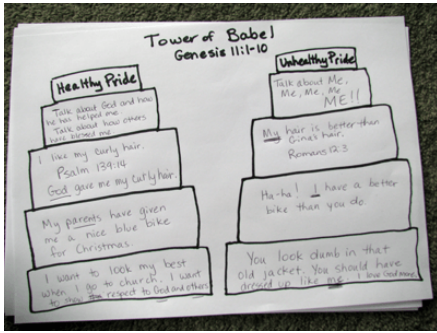 Tower of Babel
Genesis 11:1-10
Healthy Pride
Talk about God and how
he has helped me.
Talk about how others
have blessed me.
I like my curly hair.
Psalm 139:14
God gave me my curly hair.
My parents have given
me a nice blue bike
for Christmas.
I want to look my best
when I go to church. I want
to show respect to God and others.
Unhealthy Pride
Talk about Me,
Me, Me, Me,
ME!!
My hair is better than
Gina's hair.
Romans 12:3
Ha-ha! I have a better
bike than you do.
You look dumb in that
old jacket. You should have
dressed up like me. I love God more.